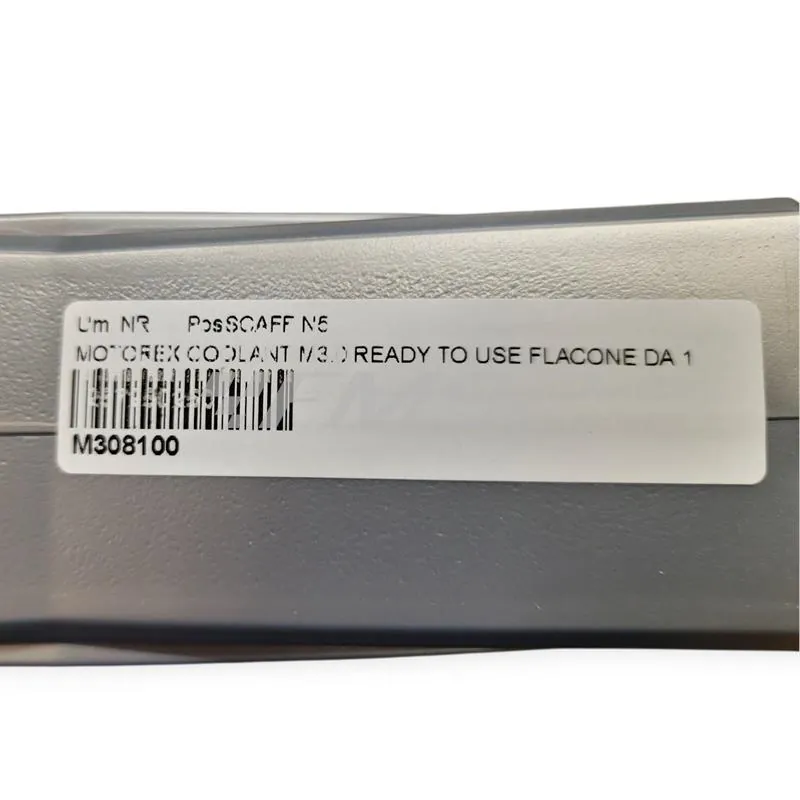 Um NR PosSCAFF N5
MOTOREX COOLANT M3.0 READY TO USE FLACONE DA 1
M308100